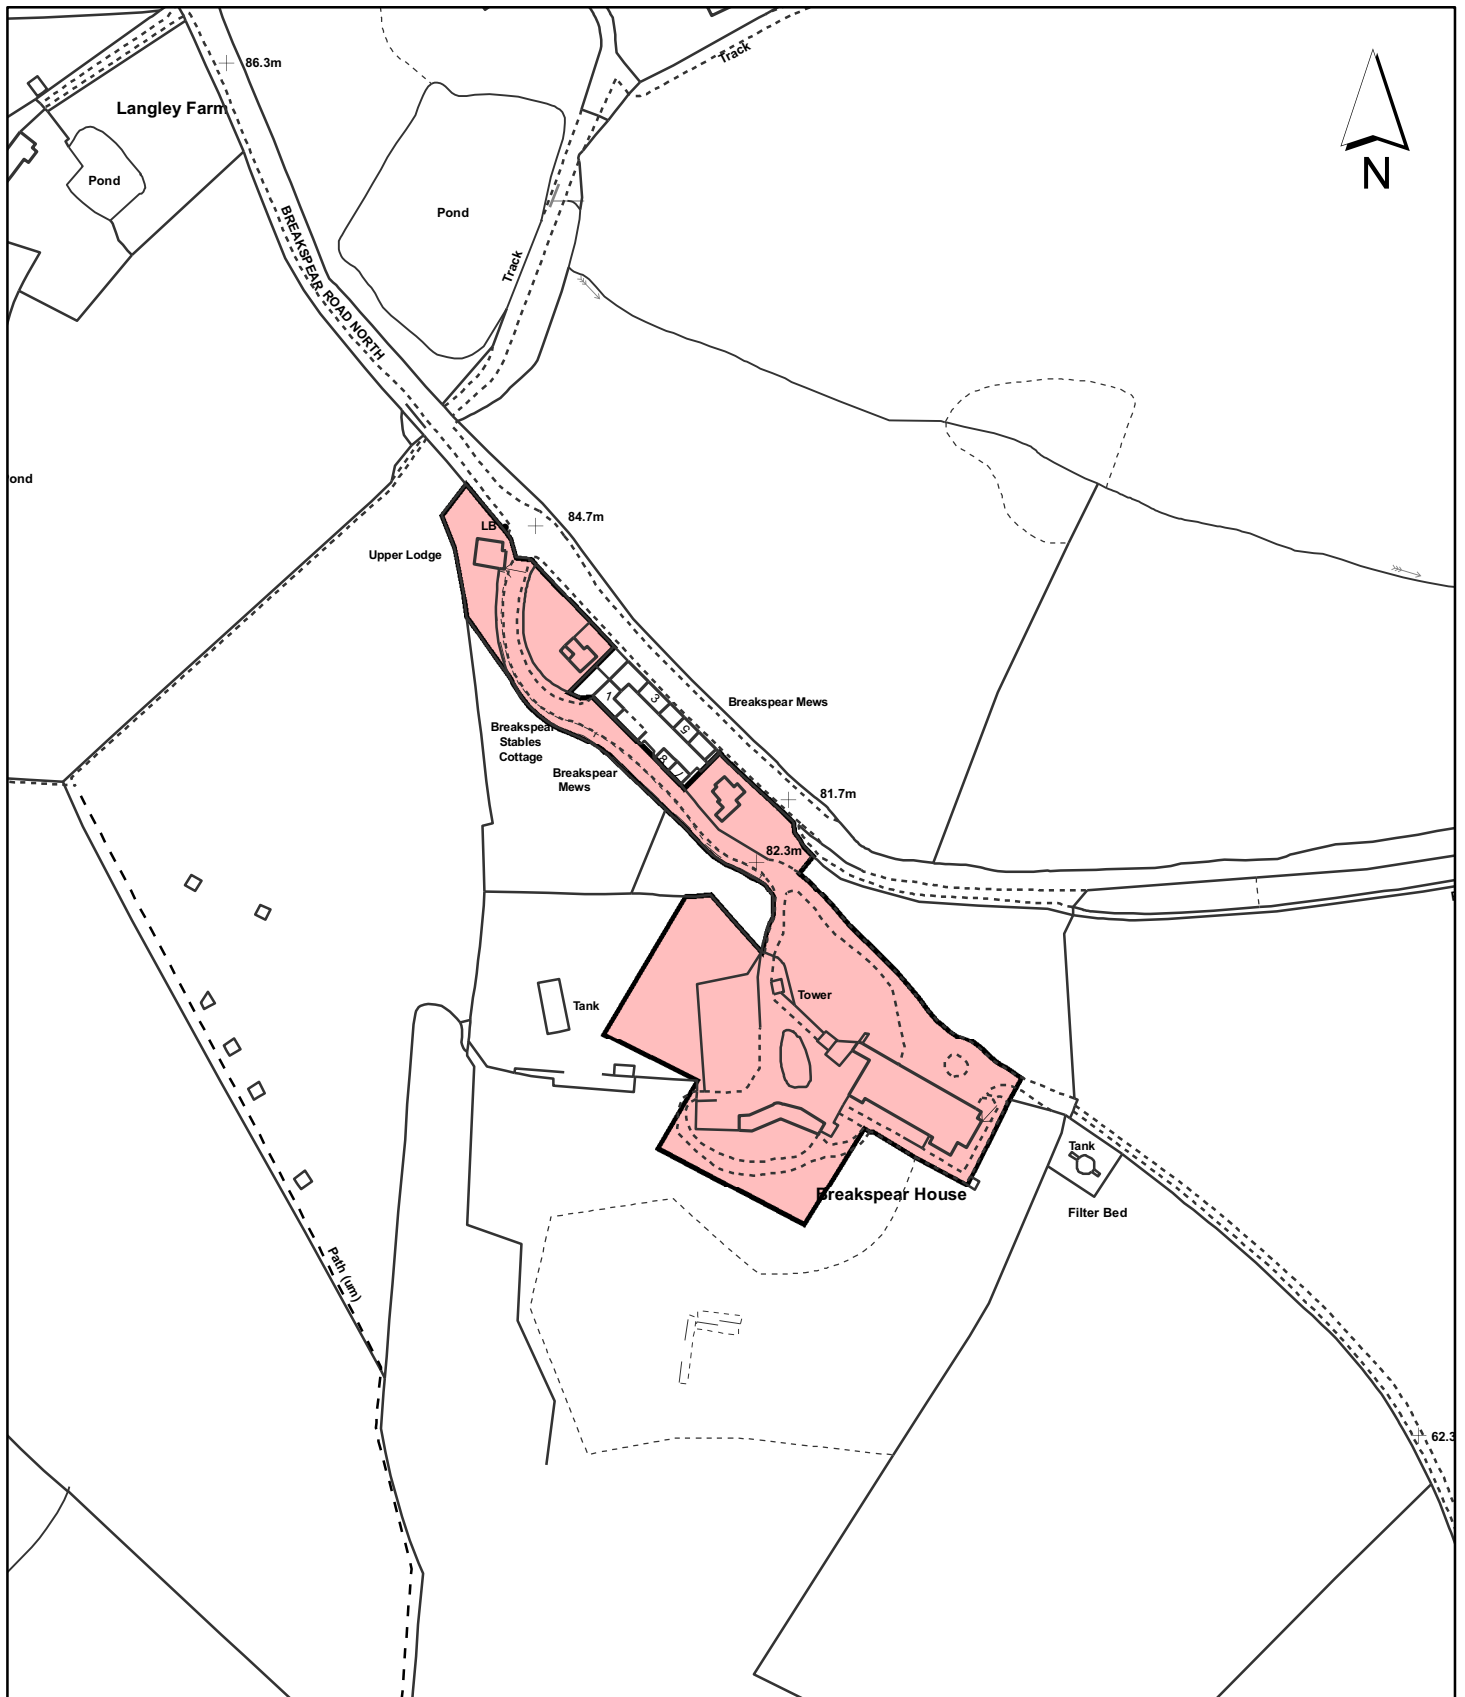 Track
86.3m
Langley Farm
N
Pond
Pond
BREAKSPEAR ROAD NORTH
Track
ond
84.7m
LB
Upper Lodge
1
3
5
Breakspear Mews
Breakspear
Stables
Cottage
8
7
Breakspear
Mews
81.7m
82.3m
Tower
Tank
Tank
Breakspear House
Filter Bed
Path (um)
62.3